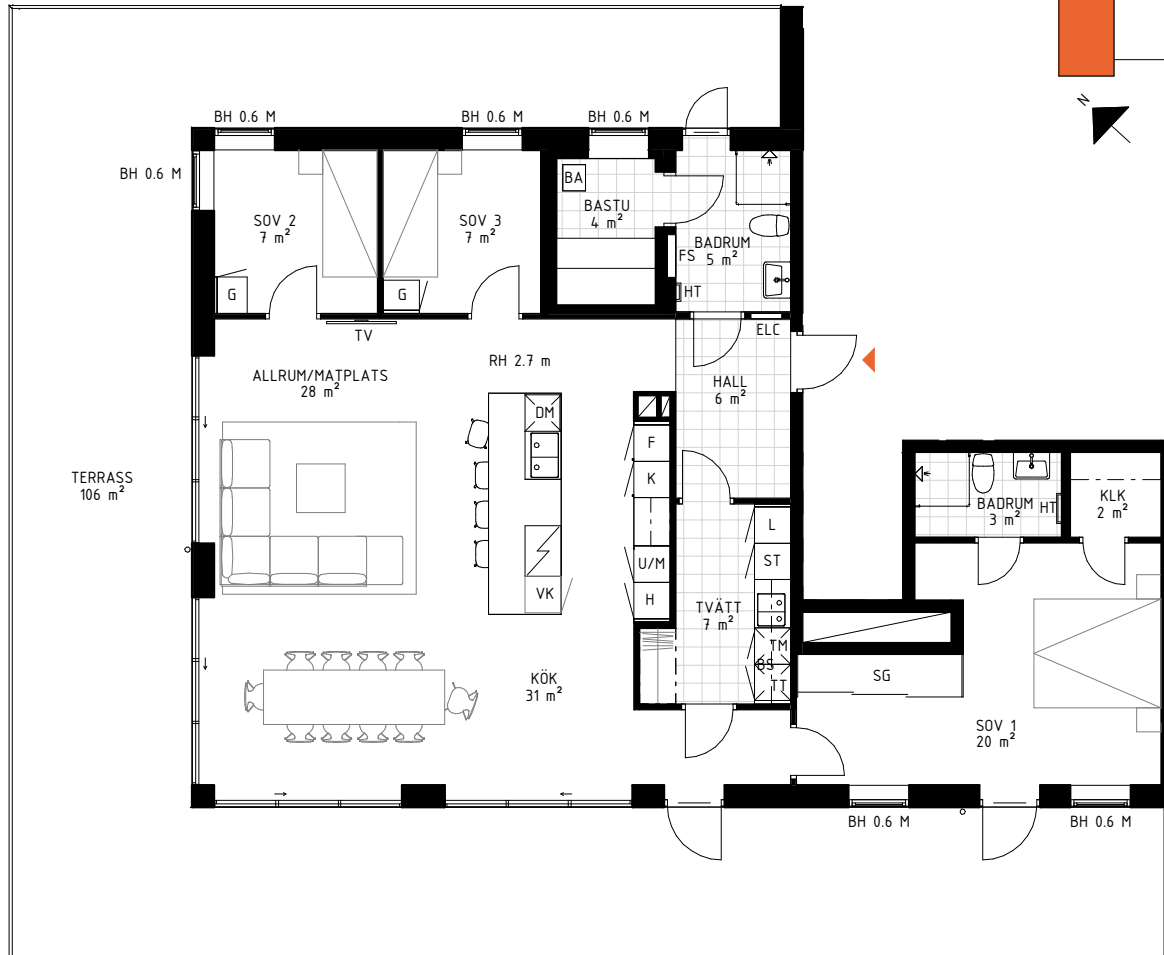 N
BH 0.6 M
BH 0.6 M
BH 0.6 M
BH 0.6 M
BA
BASTU
4 m²
SOV 2
7 m²
SOV 3
7 m²
BADRUM
5 m²
FS
HT
G
G
TV
ELC
RH 2.7 m
ALLRUM/MATPLATS
28 m²
HALL
6 m²
DM
F
K
TERRASS
106 m²
BADRUM
3 m²
HT
KLK
2 m²
L
ST
U/M
VK
H
TVÄTT
7 m²
TM
BS
TT
KÖK
31 m²
SG
SOV 1
20 m²
BH 0.6 M
BH 0.6 M